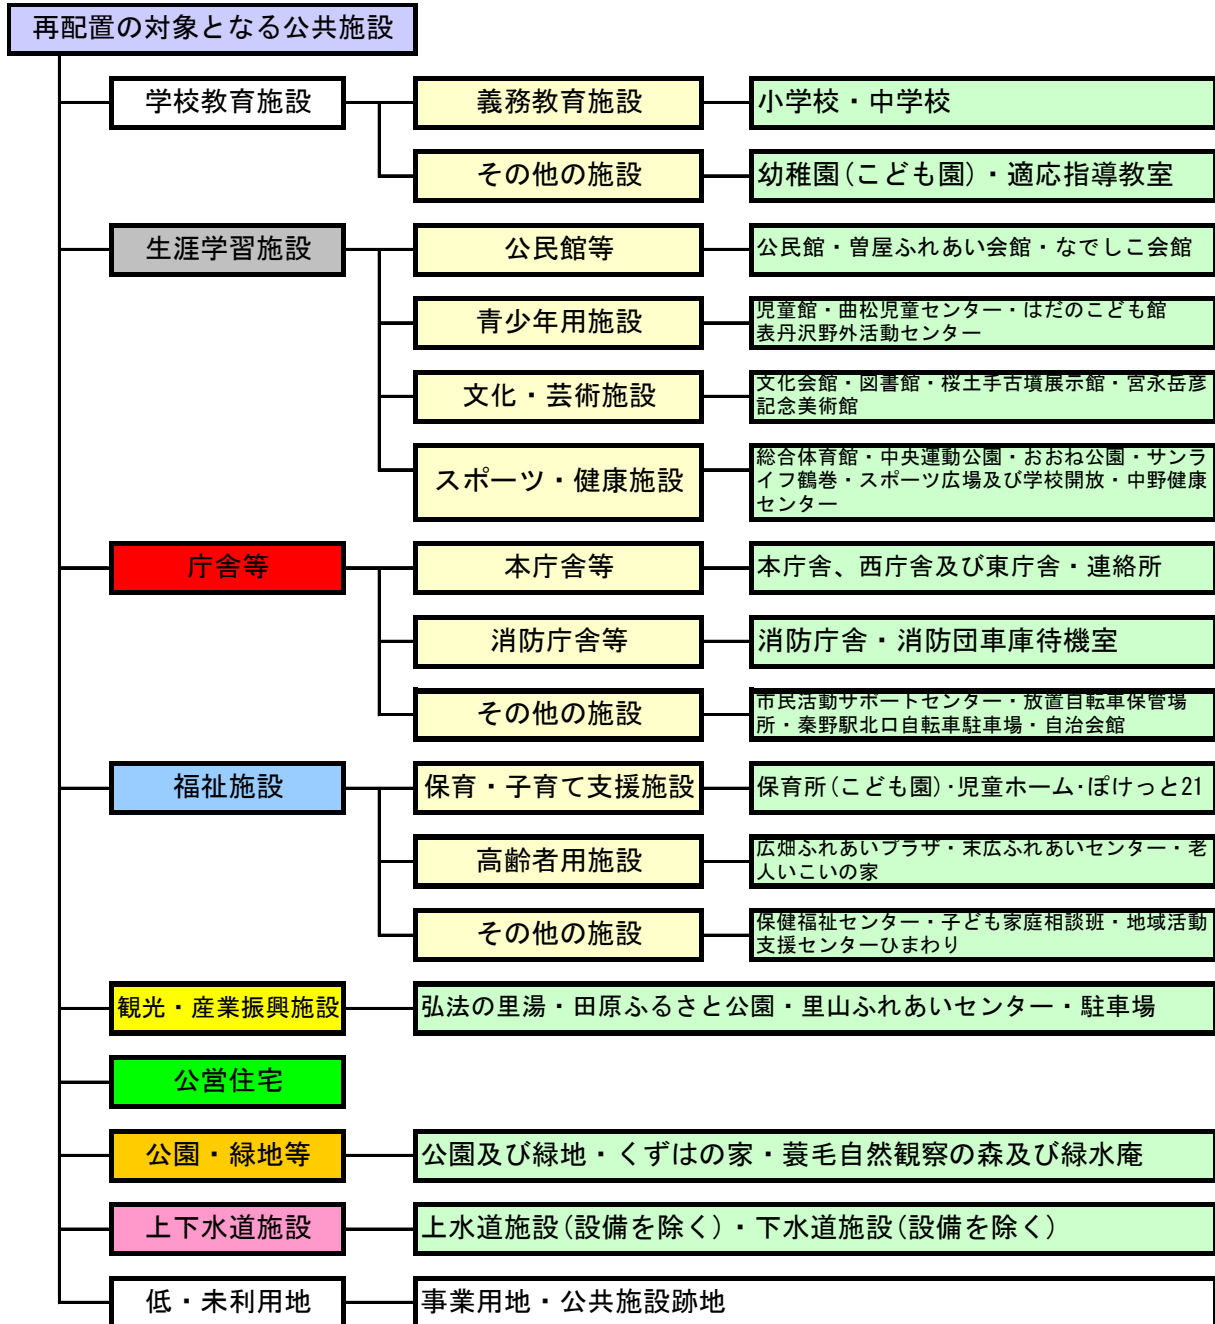 再配置の対象となる公共施設
学校教育施設
義務教育施設
小学校・中学校
その他の施設
幼稚園(こども園)・適応指導教室
生涯学習施設
公民館等
公民館・曽屋ふれあい会館・なでしこ会館
青少年用施設
児童館・曲松児童センター・はだのこども館
表丹沢野外活動センター
文化・芸術施設
文化会館・図書館・桜土手古墳展示館・宮永岳彦
記念美術館
スポーツ・健康施設
総合体育館・中央運動公園・おおね公園・サンラ
イフ鶴巻・スポーツ広場及び学校開放・中野健康
センター
庁舎等
本庁舎等
本庁舎、西庁舎及び東庁舎・連絡所
消防庁舎等
消防庁舎・消防団車庫待機室
その他の施設
市民活動サポートセンター・放置自転車保管場
所・秦野駅北口自転車駐車場・自治会館
福祉施設
保育・子育て支援施設
保育所(こども園)・児童ホーム・ぽけっと21
高齢者用施設
広畑ふれあいプラザ・末広ふれあいセンター・老
人いこいの家
その他の施設
保健福祉センター・子ども家庭相談班・地域活動
支援センターひまわり
観光・産業振興施設
弘法の里湯・田原ふるさと公園・里山ふれあいセンター・駐車場
公営住宅
公園・緑地等
公園及び緑地・くずはの家・蓑毛自然観察の森及び緑水庵
上下水道施設
上水道施設(設備を除く)・下水道施設(設備を除く)
低・未利用地
事業用地・公共施設跡地